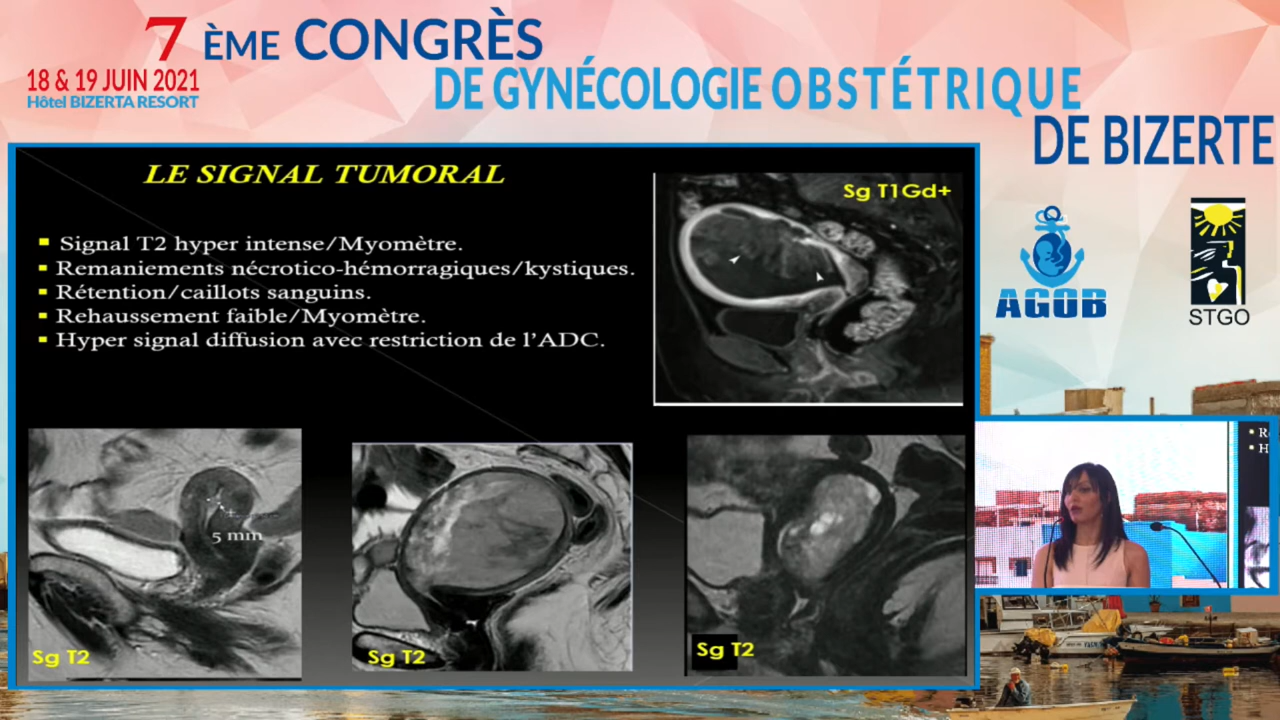 7 ÈME CONGRÈS
DE GYNÉCOLOGIE OBSTÉTRIQUE
DE BIZERTE
18 & 19 JUIN 2021
Hôtel BIZERTA RESORT
LE SIGNAL TUMORAL
Signal T2 hyper intense/Myomètre.
Remaniements nécrotico-hémorragiques/kystiques.
Rétention/caillots sanguins.
Rehaussement faible/Myomètre.
Hyper signal diffusion avec restriction de l'ADC.
Sg T1Gd+
5 mm
Sg T2
Sg T2
Sg T2
AGOB
STGO
R
H